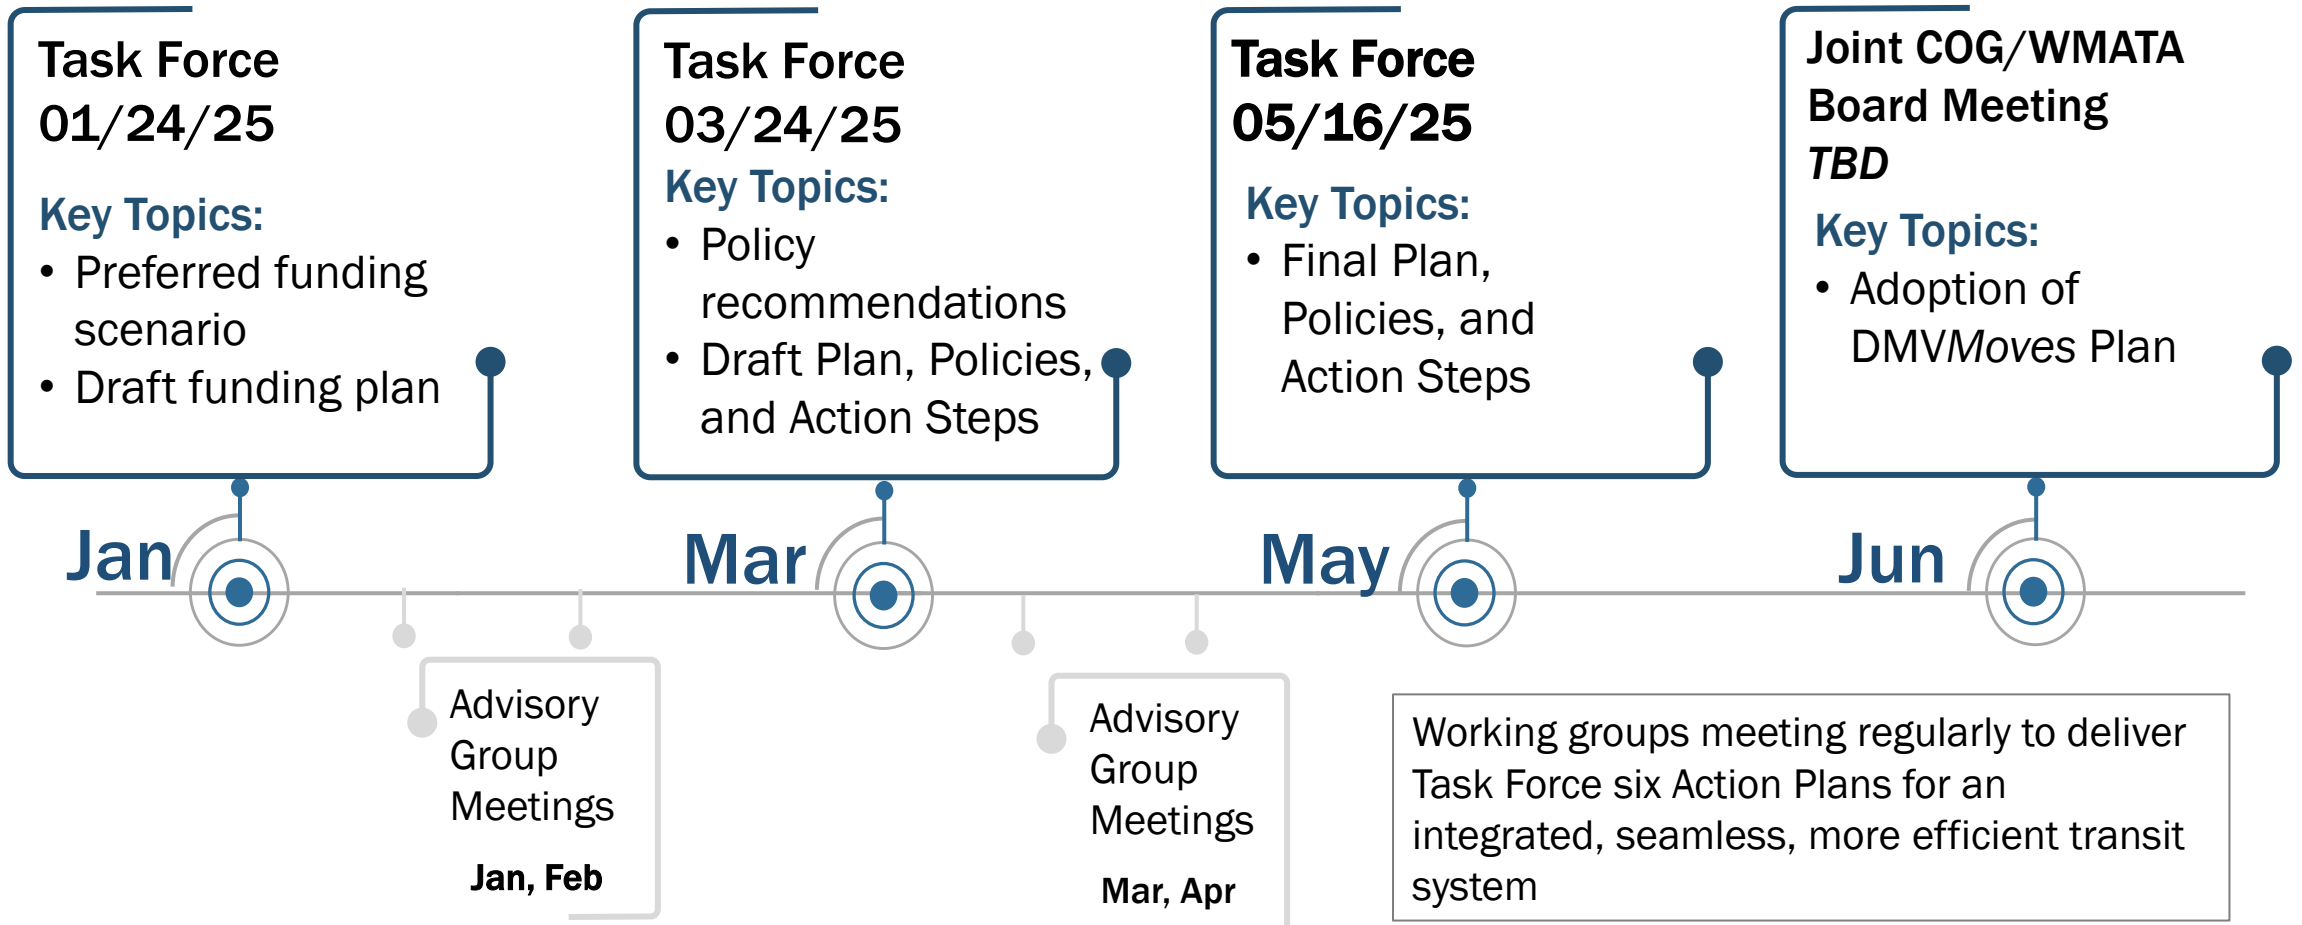 Task Force
01/24/25
Key Topics:
• Preferred funding
scenario
• Draft funding plan
Task Force
03/24/25
Key Topics:
• Policy
recommendations
• Draft Plan, Policies,
and Action Steps
Task Force
05/16/25
Key Topics:
• Final Plan,
Policies, and
Action Steps
Joint COG/WMATA
Board Meeting
TBD
Key Topics:
• Adoption of
DMVMoves Plan
Jan
Mar
May
Jun
Advisory
Group
Meetings
Jan, Feb
Advisory
Group
Meetings
Mar, Apr
Working groups meeting regularly to deliver
Task Force six Action Plans for an
integrated, seamless, more efficient transit
system